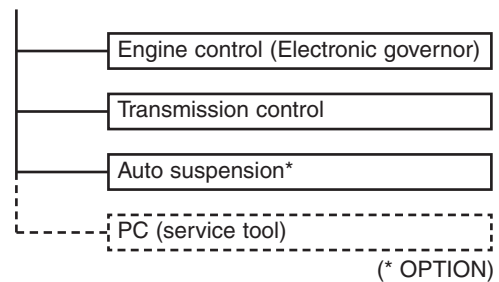 Engine control (Electronic governor)
Transmission control
Auto suspension*
PC (service tool)
(* OPTION)